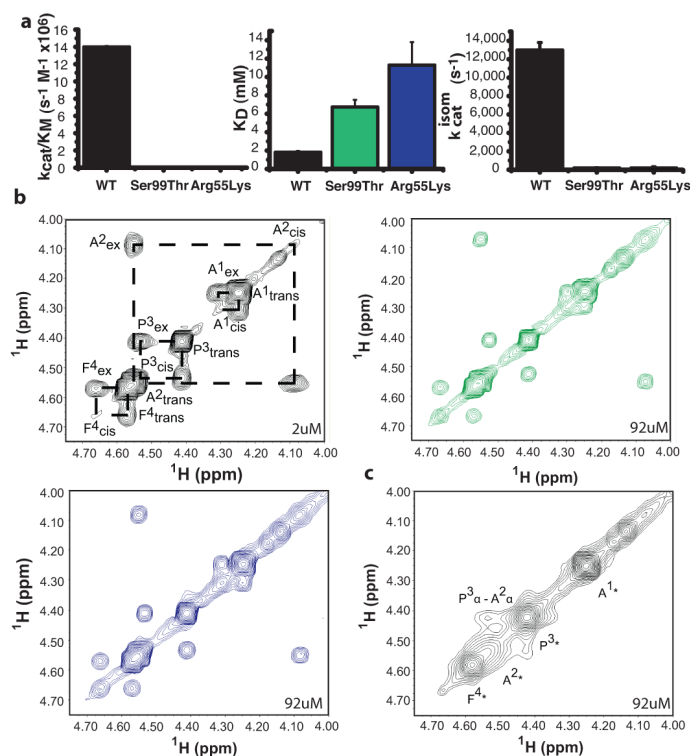 a
kcat/KM (s-1 M-1 x10⁶)
16
14
12
10
8
6
4
2
0
WT Ser99Thr Arg55Lys
KD (mM)
14
12
10
8
6
4
2
0
WT Ser99Thr Arg55Lys
isom
k cat (s-1)
14,000
12,000
10,000
8,000
6,000
4,000
2,000
0
WT Ser99Thr Arg55Lys
b
¹H (ppm)
4.00
4.10
4.20
4.30
4.40
4.50
4.60
4.70
A²cis
A²ex
A¹ex
A¹trans
A¹cis
P³ex
P³trans
P³cis
F⁴ex
A²trans
F⁴trans
F⁴cis
2uM
4.70 4.60 4.50 4.40 4.30 4.20 4.10 4.00
¹H (ppm)
¹H (ppm)
4.00
4.10
4.20
4.30
4.40
4.50
4.60
4.70
92uM
4.70 4.60 4.50 4.40 4.30 4.20 4.10 4.00
¹H (ppm)
¹H (ppm)
4.00
4.10
4.20
4.30
4.40
4.50
4.60
4.70
92uM
4.70 4.60 4.50 4.40 4.30 4.20 4.10 4.00
¹H (ppm)
c
¹H (ppm)
4.00
4.10
4.20
4.30
4.40
4.50
4.60
4.70
P³α - A²α
A¹*
P³*
A²*
F⁴*
92uM
4.70 4.60 4.50 4.40 4.30 4.20 4.10 4.00
¹H (ppm)